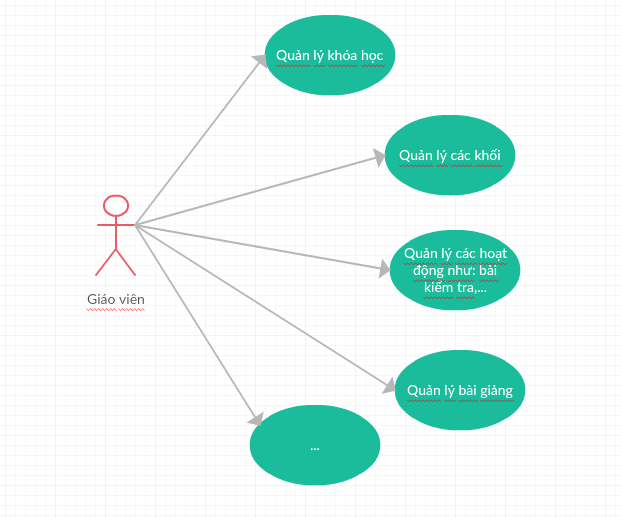 Quản lý khóa học
Quản lý các khối
Quản lý các hoạt
động như: bài
kiểm tra,...
Giáo viên
Quản lý bài giảng
...